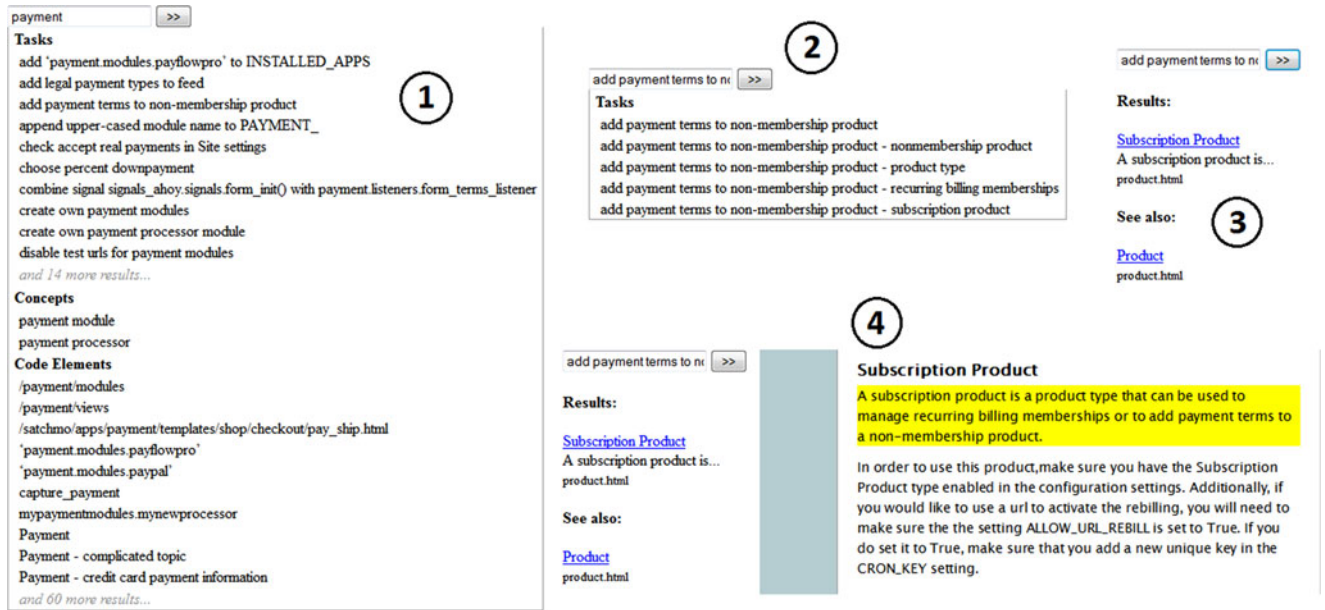 payment >>
Tasks
add ‘payment.modules.payflowpro’ to INSTALLED_APPS
add legal payment types to feed
add payment terms to non-membership product
append upper-cased module name to PAYMENT_
check accept real payments in Site settings
choose percent downpayment
combine signal signals_ahoy.signals.form_init() with payment.listeners.form_terms_listener
create own payment modules
create own payment processor module
disable test urls for payment modules
and 14 more results...
Concepts
payment module
payment processor
Code Elements
/payment/modules
/payment/views
/satchmo/apps/payment/templates/shop/checkout/pay_ship.html
‘payment.modules.payflowpro’
‘payment.modules.paypal’
capture_payment
mypaymentmodules.mynewprocessor
Payment
Payment - complicated topic
Payment - credit card payment information
and 60 more results...
1
2
add payment terms to no >>
Tasks
add payment terms to non-membership product
add payment terms to non-membership product - nonmembership product
add payment terms to non-membership product - product type
add payment terms to non-membership product - recurring billing memberships
add payment terms to non-membership product - subscription product
add payment terms to no >>
Results:
Subscription Product
A subscription product is...
product.html
See also:
3
Product
product.html
4
add payment terms to no >>
Results:
Subscription Product
A subscription product is...
product.html
See also:
Product
product.html
Subscription Product
A subscription product is a product type that can be used to
manage recurring billing memberships or to add payment terms to
a non-membership product.
In order to use this product,make sure you have the Subscription
Product type enabled in the configuration settings. Additionally, if
you would like to use a url to activate the rebilling, you will need to
make sure the the setting ALLOW_URL_REBILL is set to True. If you
do set it to True, make sure that you add a new unique key in the
CRON_KEY setting.